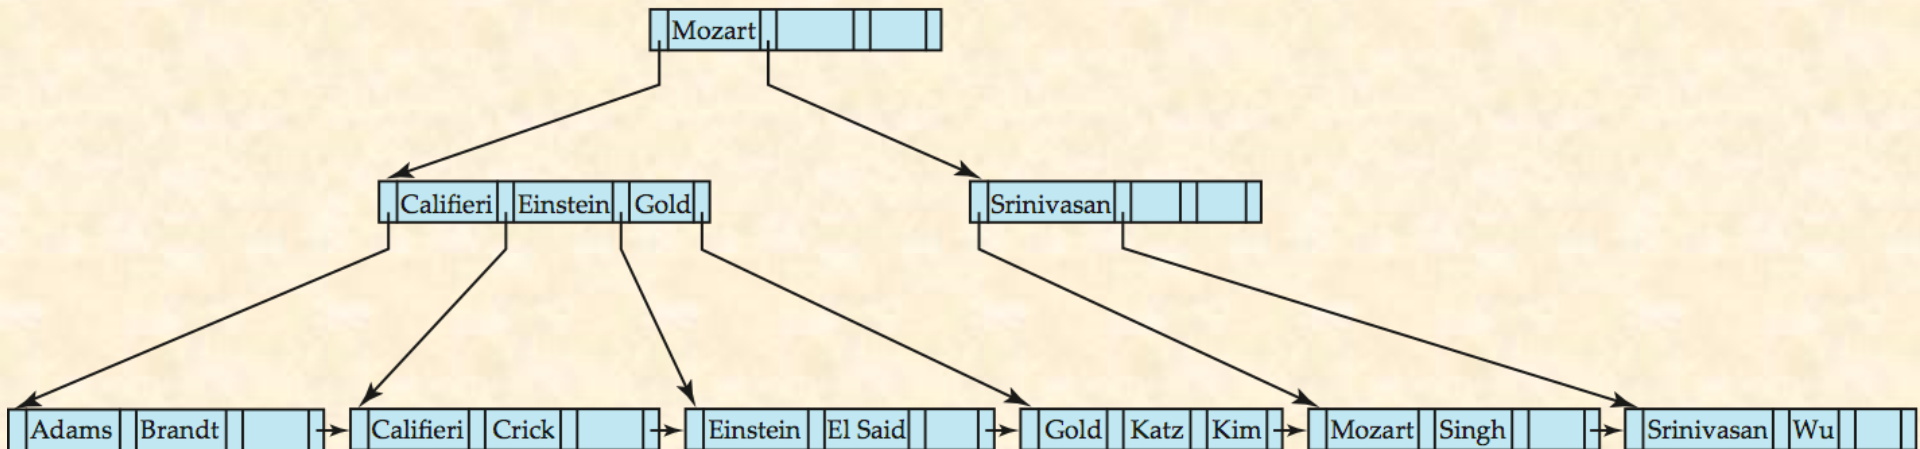 Mozart
Califieri Einstein Gold Srinivasan
Adams Brandt Califieri Crick Einstein El Said Gold Katz Kim Mozart Singh Srinivasan Wu